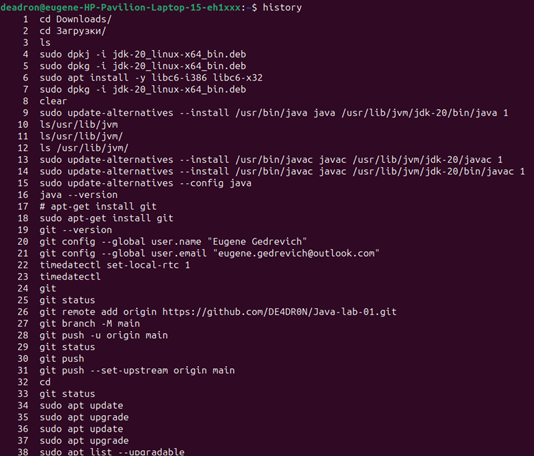 deadron@eugene-HP-Pavilion-Laptop-15-eh1xxx:~$ history
1 cd Downloads/
2 cd Загрузки/
3 ls
4 sudo dpkj -i jdk-20_linux-x64_bin.deb
5 sudo dpkg -i jdk-20_linux-x64_bin.deb
6 sudo apt install -y libc6-i386 libc6-x32
7 sudo dpkg -i jdk-20_linux-x64_bin.deb
8 clear
9 sudo update-alternatives --install /usr/bin/java java /usr/lib/jvm/jdk-20/bin/java 1
10 ls/usr/lib/jvm
11 ls/usr/lib/jvm/
12 ls /usr/lib/jvm/
13 sudo update-alternatives --install /usr/bin/javac javac /usr/lib/jvm/jdk-20/javac 1
14 sudo update-alternatives --install /usr/bin/javac javac /usr/lib/jvm/jdk-20/bin/javac 1
15 sudo update-alternatives --config java
16 java --version
17 # apt-get install git
18 sudo apt-get install git
19 git --version
20 git config --global user.name "Eugene Gedrevich"
21 git config --global user.email "eugene.gedrevich@outlook.com"
22 timedatectl set-local-rtc 1
23 timedatectl
24 git
25 git status
26 git remote add origin https://github.com/DE4DR0N/Java-lab-01.git
27 git branch -M main
28 git push -u origin main
29 git status
30 git push
31 git push --set-upstream origin main
32 cd
33 git status
34 sudo apt update
35 sudo apt upgrade
36 sudo apt update
37 sudo apt upgrade
38 sudo apt list --upgradable